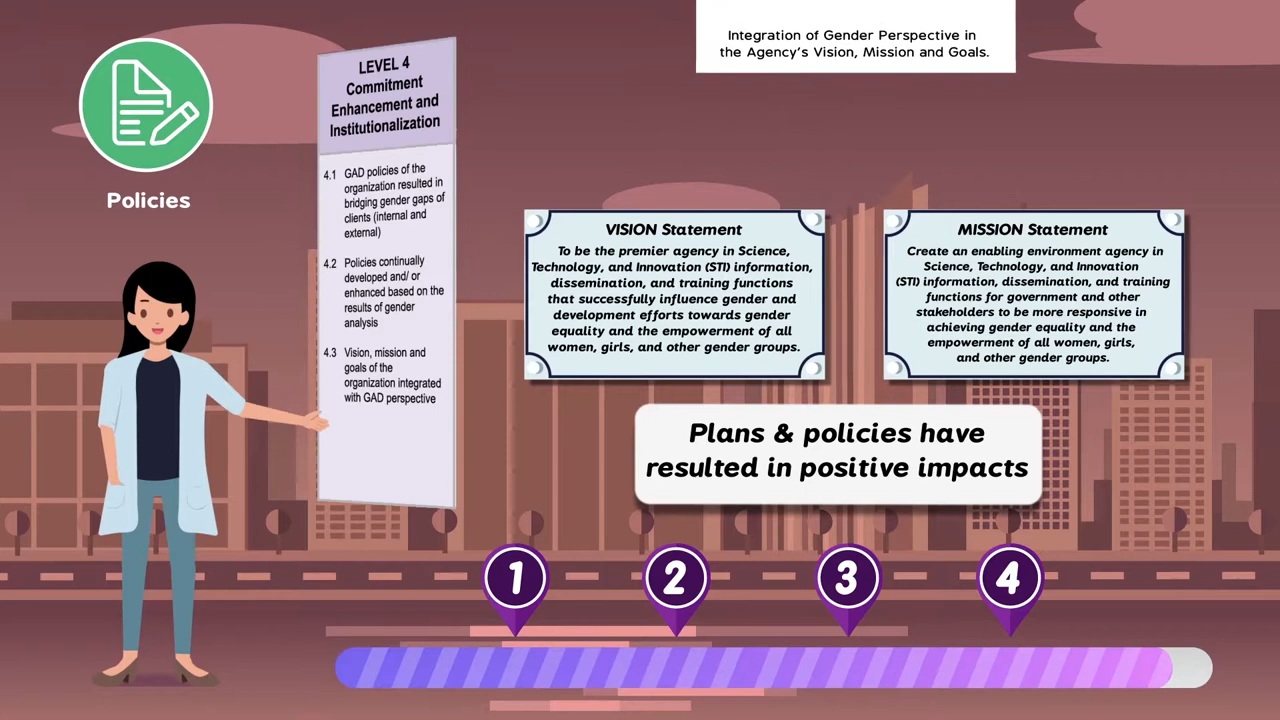 Integration of Gender Perspective in
the Agency's Vision, Mission and Goals.
Policies
LEVEL 4
Commitment
Enhancement and
Institutionalization
4.1 GAD policies of the
organization resulted in
bridging gender gaps of
clients (internal and
external)
4.2 Policies continually
developed and/ or
enhanced based on the
results of gender
analysis
4.3 Vision, mission and
goals of the
organization integrated
with GAD perspective
VISION Statement
To be the premier agency in Science,
Technology, and Innovation (STI) information,
dissemination, and training functions
that successfully influence gender and
development efforts towards gender
equality and the empowerment of all
women, girls, and other gender groups.
MISSION Statement
Create an enabling environment agency in
Science, Technology, and Innovation
(STI) information, dissemination, and training
functions for government and other
stakeholders to be more responsive in
achieving gender equality and the
empowerment of all women, girls,
and other gender groups.
Plans & policies have
resulted in positive impacts
1 2 3 4